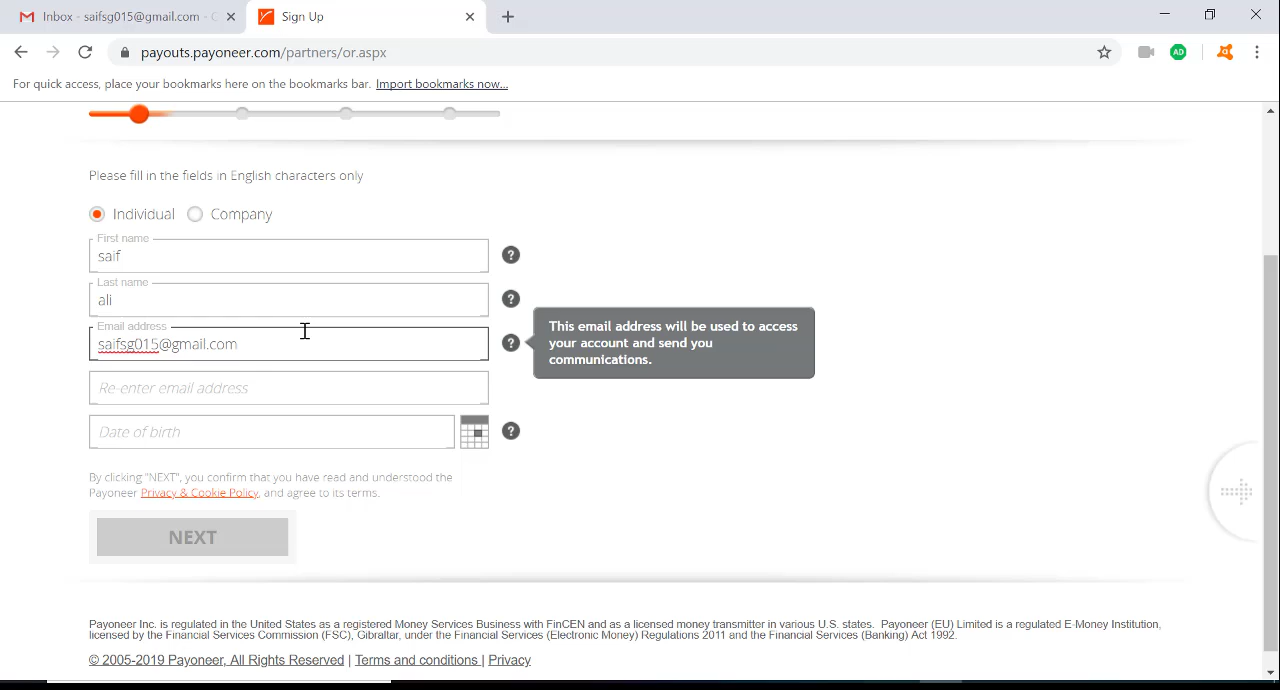 Inbox - saifsg015@gmail.com - G
Sign Up
payouts.payoneer.com/partners/or.aspx
AD
For quick access, place your bookmarks here on the bookmarks bar. Import bookmarks now...
Please fill in the fields in English characters only
Individual Company
First name
saif
?
Last name
ali
?
Email address
saifsg015@gmail.com
?
This email address will be used to access
your account and send you
communications.
Re-enter email address
Date of birth
?
By clicking "NEXT", you confirm that you have read and understood the
Payoneer Privacy & Cookie Policy, and agree to its terms.
NEXT
Payoneer Inc. is regulated in the United States as a registered Money Services Business with FinCEN and as a licensed money transmitter in various U.S. states. Payoneer (EU) Limited is a regulated E-Money Institution,
licensed by the Financial Services Commission (FSC), Gibraltar, under the Financial Services (Electronic Money) Regulations 2011 and the Financial Services (Banking) Act 1992.
© 2005-2019 Payoneer, All Rights Reserved | Terms and conditions | Privacy